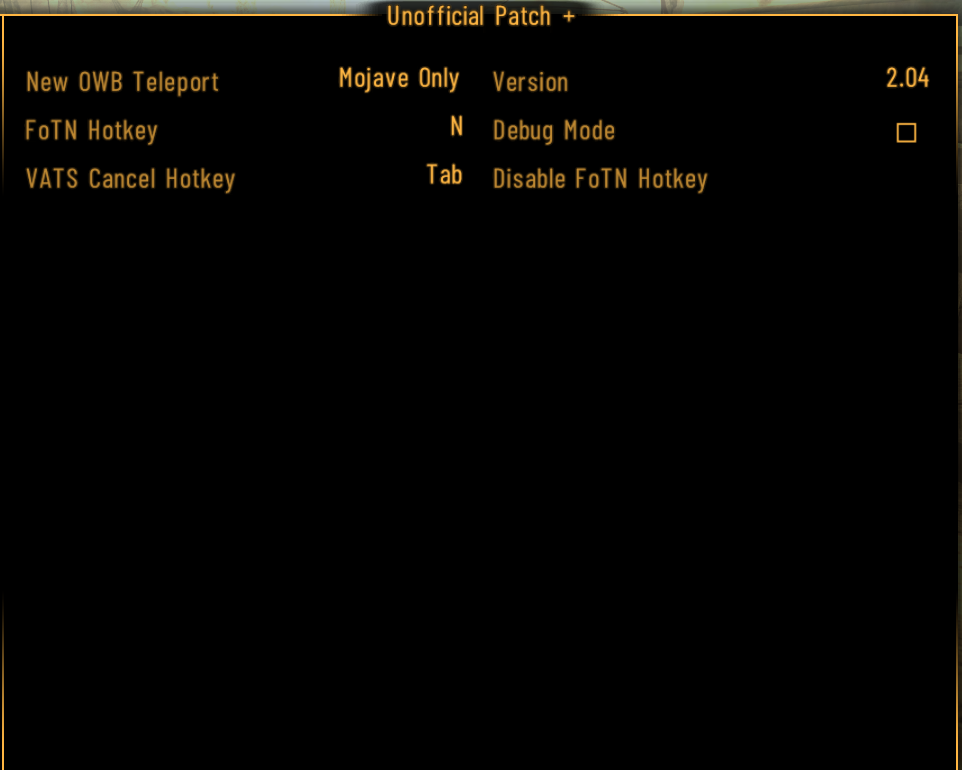 Unofficial Patch +
New OWB Teleport Mojave Only Version 2.04
FoTN Hotkey N Debug Mode
VATS Cancel Hotkey Tab Disable FoTN Hotkey